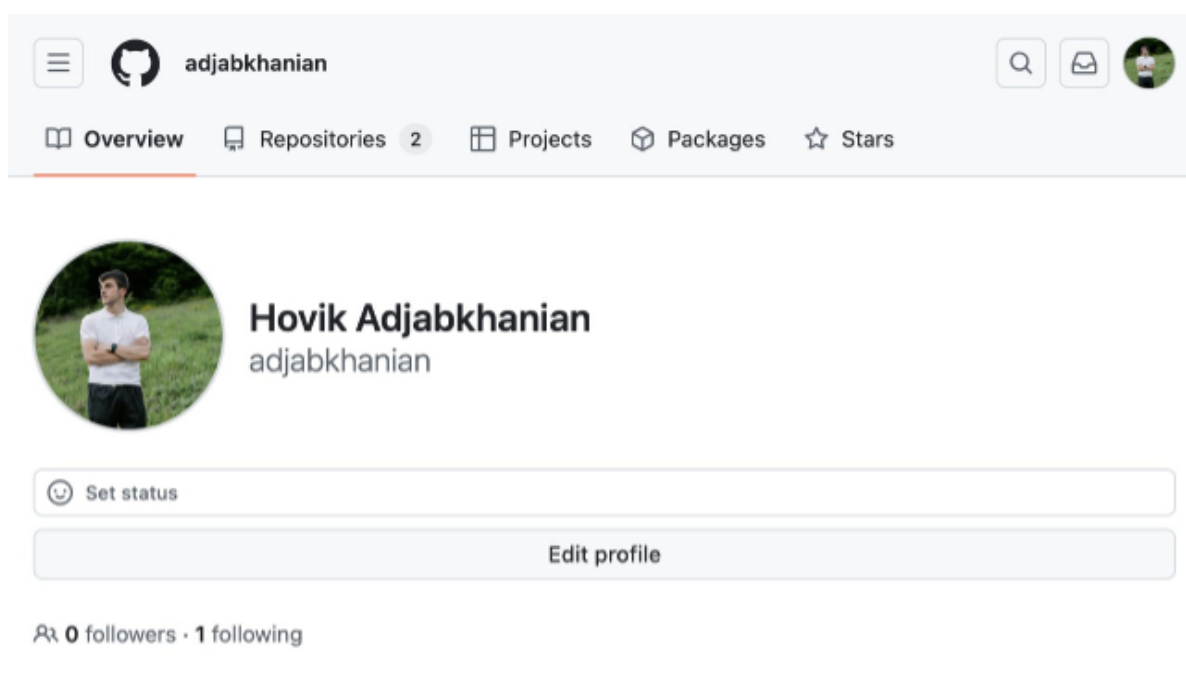 adjabkhanian
Overview Repositories 2 Projects Packages Stars
Hovik Adjabkhanian
adjabkhanian
Set status
Edit profile
0 followers · 1 following